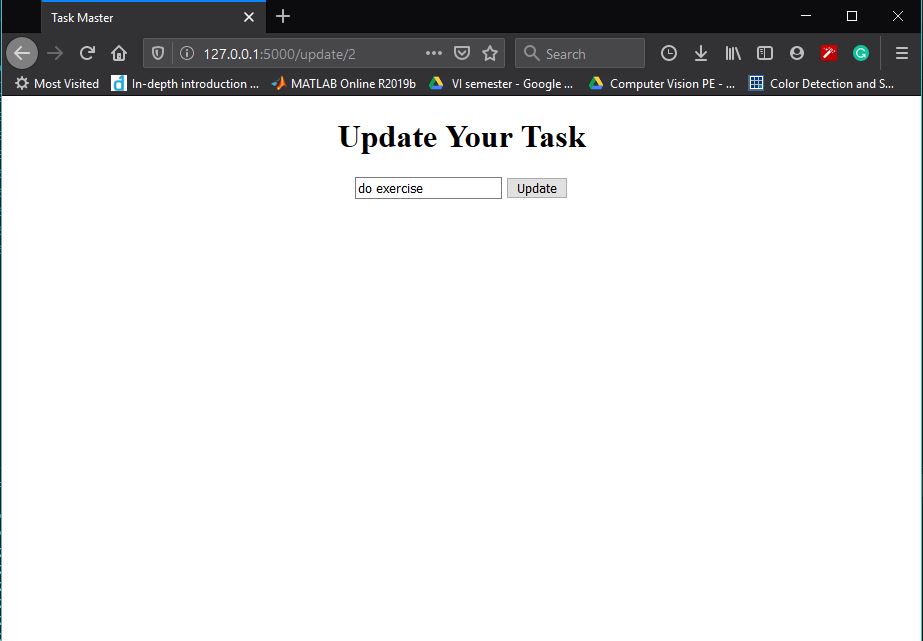 Task Master
127.0.0.1:5000/update/2
Search
Most Visited
In-depth introduction ...
MATLAB Online R2019b
VI semester - Google ...
Computer Vision PE - ...
Color Detection and S...
Update Your Task
do exercise
Update